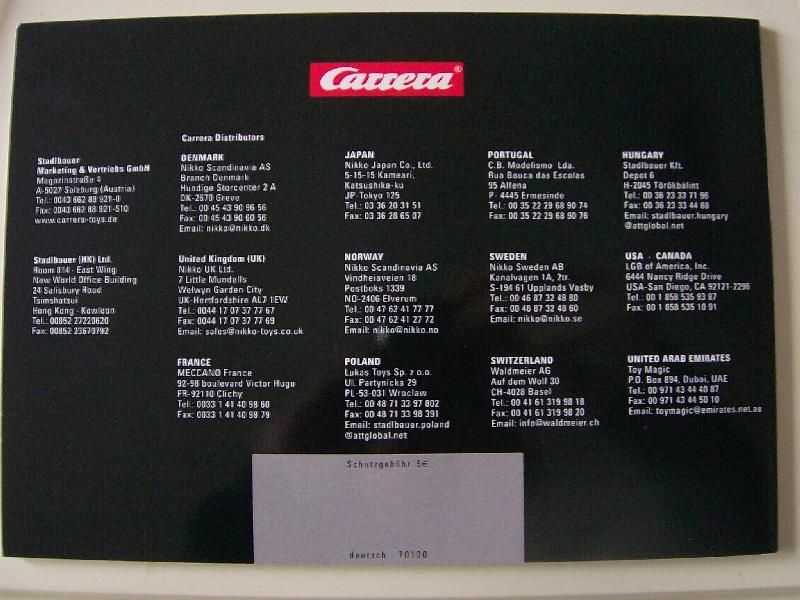 Carrera®
Carrera Distributors
Stadlbauer
Marketing & Vertriebs GmbH
Magazinstraße 4
A-5027 Salzburg (Austria)
Tel.: 0043 662 88 921-0
Fax: 0043 662 88 921-510
www.carrera-toys.de
DENMARK
Nikko Scandinavia AS
Branch Denmark
Hundige Storcenter 2 A
DK-2670 Greve
Tel.: 00 45 43 90 96 56
Fax: 00 45 43 90 60 56
Email: nikko@nikko.dk
JAPAN
Nikko Japan Co., Ltd.
5-15-15 Kameari,
Katsushika-ku
JP-Tokyo 125
Tel.: 03 36 20 31 51
Fax: 03 36 28 65 07
PORTUGAL
C.B. Modelismo Lda.
Rua Bouca das Escolas
95 Alfena
P- 4445 Ermesinde
Tel.: 00 35 22 29 68 90 74
Fax: 00 35 22 29 68 90 76
HUNGARY
Stadlbauer Kft.
Depot 6
H-2045 Törökbálint
Tel.: 00 36 23 33 71 96
Fax: 00 36 23 33 44 88
Email: stadlbauer.hungary
@attglobal.net
Stadlbauer (HK) Ltd.
Room 814 - East Wing
New World Office Building
24 Salisbury Road
Tsimshatsui
Hong Kong - Kowloon
Tel.: 00852 27220620
Fax: 00852 23670792
United Kingdom (UK)
Nikko UK Ltd.
7 Little Mundells
Welwyn Garden City
UK-Hertfordshire AL7 1EW
Tel.: 0044 17 07 37 77 67
Fax: 0044 17 07 37 77 69
Email: sales@nikko-toys.co.uk
NORWAY
Nikko Scandinavia AS
Vindheiaveien 18
Postboks 1339
NO-2406 Elverum
Tel.: 00 47 62 41 77 77
Fax: 00 47 62 41 27 72
Email: nikko@nikko.no
SWEDEN
Nikko Sweden AB
Kanalvagen 1A, 2tr.
S-194 61 Upplands Vasby
Tel.: 00 46 87 32 48 80
Fax: 00 46 87 32 48 60
Email: nikko@nikko.se
USA - CANADA
LGB of America, Inc.
6444 Nancy Ridge Drive
USA-San Diego, CA 92121-2296
Tel.: 00 1 858 535 93 87
Fax: 00 1 858 535 10 91
FRANCE
MECCANO France
92-98 boulevard Victor Hugo
FR-92110 Clichy
Tel.: 0033 1 41 40 98 60
Fax: 0033 1 41 40 98 79
POLAND
Lukas Toys Sp. z o.o.
Ul. Partynicka 29
PL-53-031 Wroclaw
Tel.: 00 48 71 33 97 802
Fax: 00 48 71 33 98 391
Email: stadlbauer.poland
@attglobal.net
SWITZERLAND
Waldmeier AG
Auf dem Wolf 30
CH-4028 Basel
Tel.: 00 41 61 319 98 18
Fax: 00 41 61 319 98 20
Email: info@waldmeier.ch
UNITED ARAB EMIRATES
Toy Magic
P.O. Box 894, Dubai, UAE
Tel.: 00 971 43 44 40 87
Fax: 00 971 43 44 50 10
Email: toymagic@emirates.net.ae
Schutzgebühr 5€
deutsch - 70100